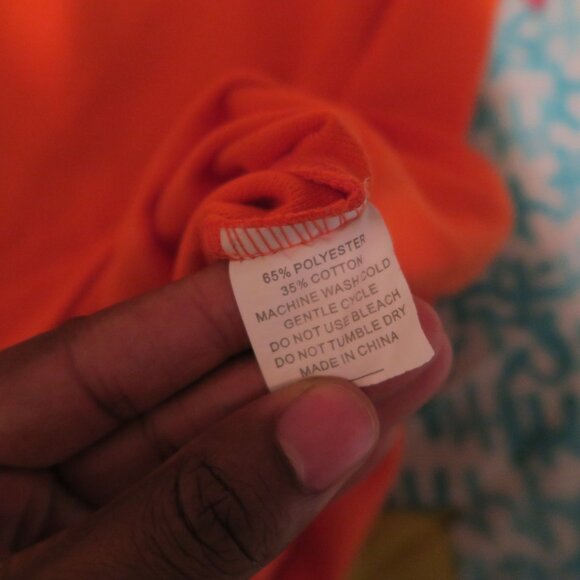 65% POLYESTER
35% COTTON
MACHINE WASH COLD
GENTLE CYCLE
DO NOT USE BLEACH
DO NOT TUMBLE DRY
MADE IN CHINA